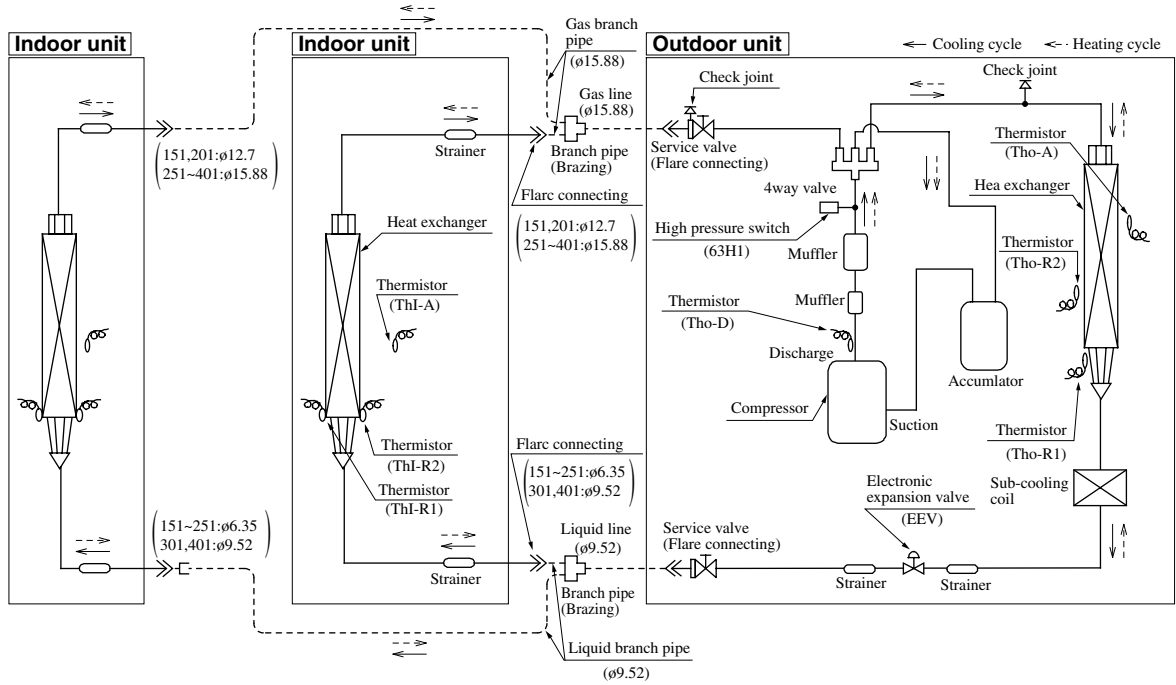 Indoor unit
Indoor unit
Outdoor unit
Gas branch
pipe
(ø15.88)
Cooling cycle
Heating cycle
Check joint
Check joint
Gas line
(ø15.88)
Strainer
Branch pipe
(Brazing)
Service valve
(Flare connecting)
Thermistor
(Tho-A)
151,201:ø12.7
251~401:ø15.88
Flarc connecting
151,201:ø12.7
251~401:ø15.88
4way valve
Hea exchanger
Heat exchanger
High pressure switch
(63H1)
Muffler
Thermistor
(Tho-R2)
Thermistor
(ThI-A)
Thermistor
(Tho-D)
Muffler
Discharge
Accumlator
Compressor
Suction
Thermistor
(Tho-R1)
Thermistor
(ThI-R2)
Thermistor
(ThI-R1)
Flarc connecting
151~251:ø6.35
301,401:ø9.52
Electronic
expansion valve
(EEV)
Sub-cooling
coil
151~251:ø6.35
301,401:ø9.52
Liquid line
(ø9.52)
Service valve
(Flare connecting)
Strainer
Branch pipe
(Brazing)
Strainer
Strainer
Liquid branch pipe
(ø9.52)